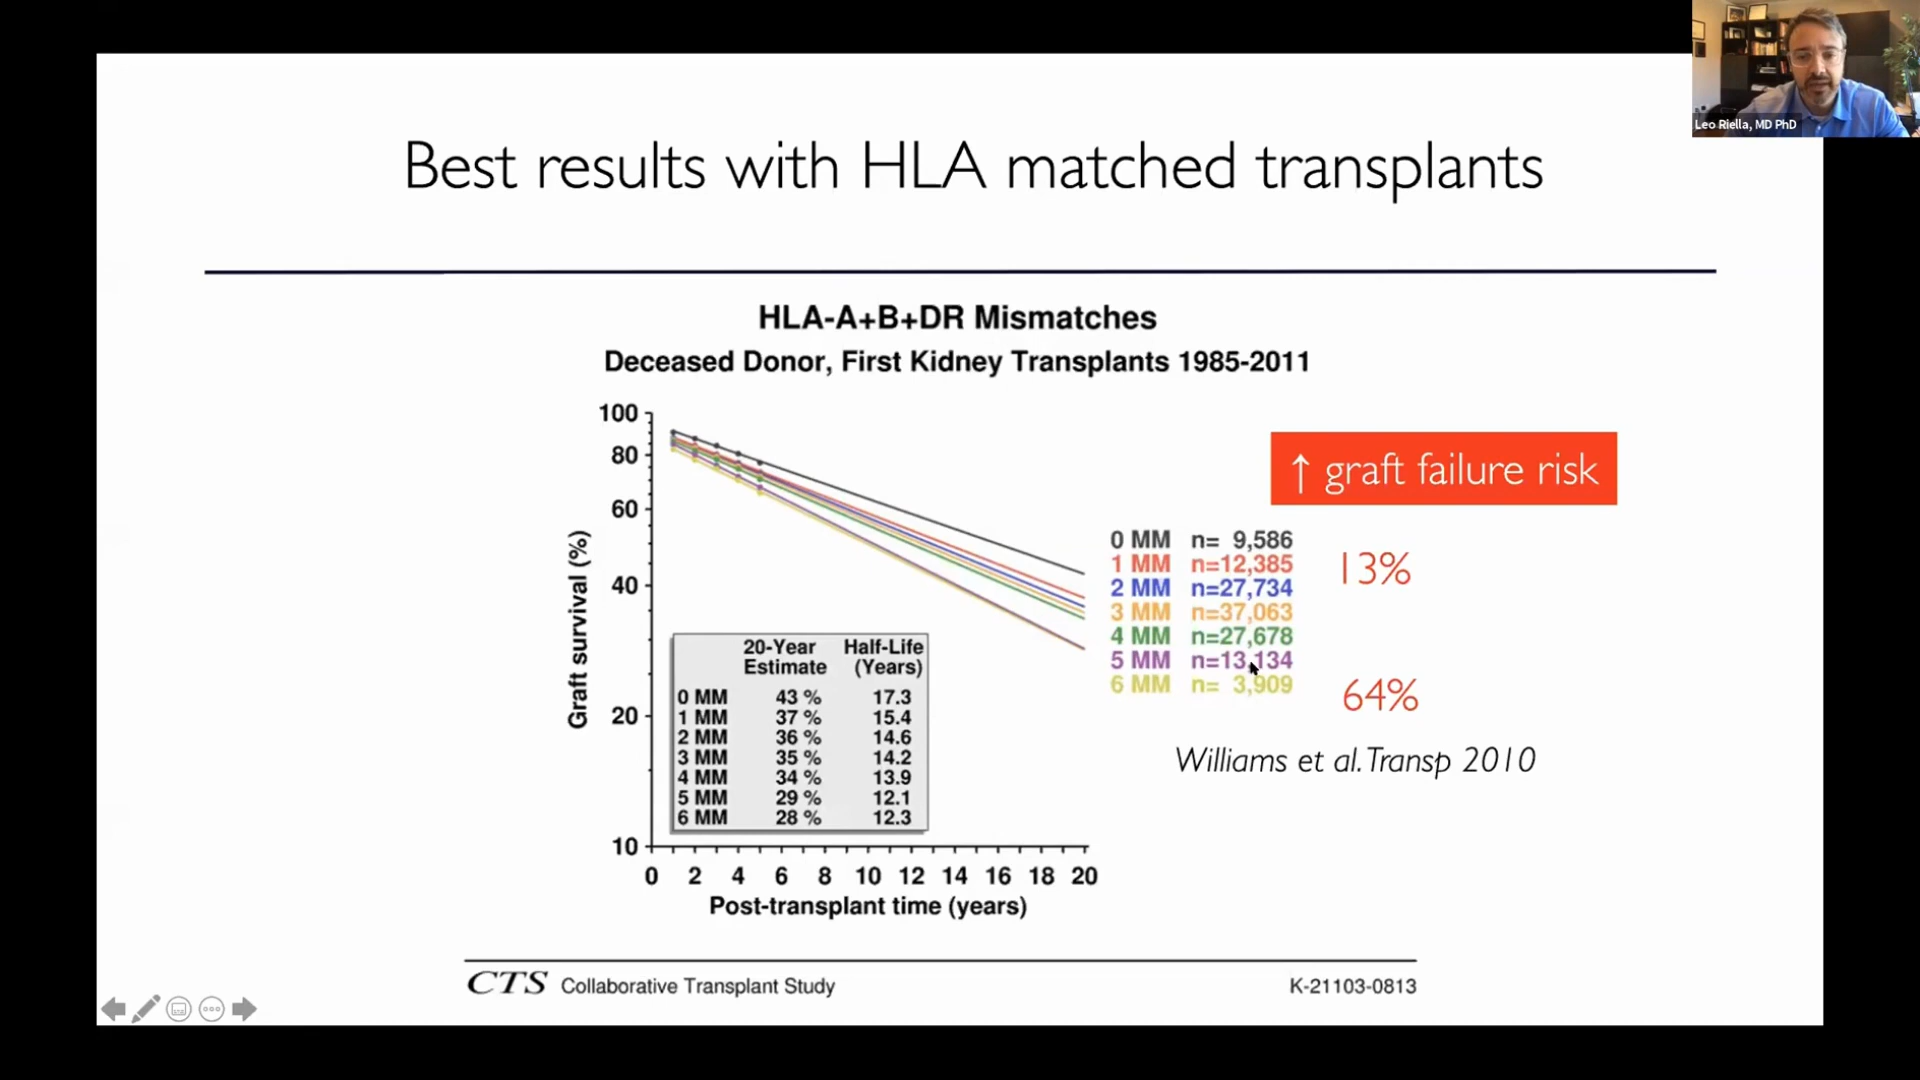 Leo Riella, MD PhD
Best results with HLA matched transplants
HLA-A+B+DR Mismatches
Deceased Donor, First Kidney Transplants 1985-2011
100
80
60
40
20
10
Graft survival (%)
0 2 4 6 8 10 12 14 16 18 20
Post-transplant time (years)
20-Year Half-Life
Estimate (Years)
0 MM 43 % 17.3
1 MM 37 % 15.4
2 MM 36 % 14.6
3 MM 35 % 14.2
4 MM 34 % 13.9
5 MM 29 % 12.1
6 MM 28 % 12.3
↑ graft failure risk
0 MM n= 9,586
1 MM n=12,385
2 MM n=27,734
3 MM n=37,063
4 MM n=27,678
5 MM n=13,134
6 MM n= 3,909
13%
64%
Williams et al. Transp 2010
CTS Collaborative Transplant Study
K-21103-0813